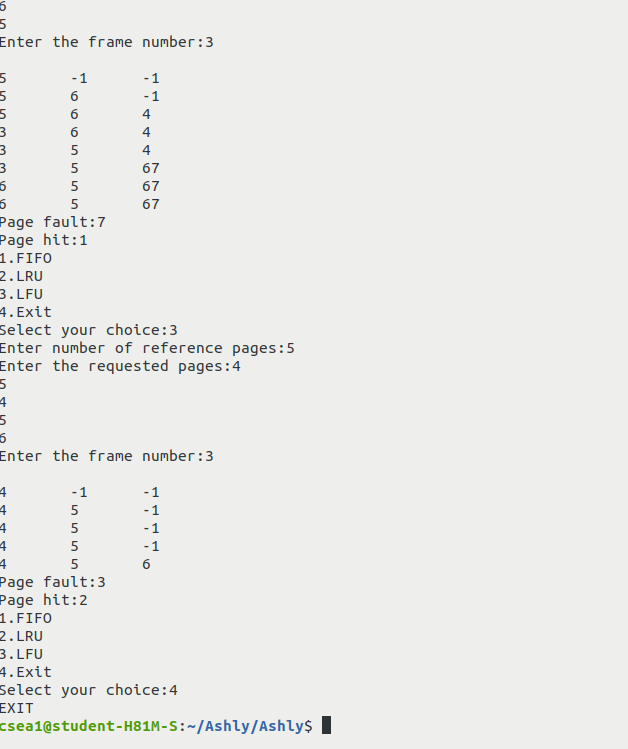 6
5
Enter the frame number:3
5 -1 -1
5 6 -1
5 6 4
3 6 4
3 5 4
3 5 67
6 5 67
6 5 67
Page fault:7
Page hit:1
1.FIFO
2.LRU
3.LFU
4.Exit
Select your choice:3
Enter number of reference pages:5
Enter the requested pages:4
5
4
5
6
Enter the frame number:3
4 -1 -1
4 5 -1
4 5 -1
4 5 -1
4 5 6
Page fault:3
Page hit:2
1.FIFO
2.LRU
3.LFU
4.Exit
Select your choice:4
EXIT
csea1@student-H81M-S:~/Ashly/Ashly$